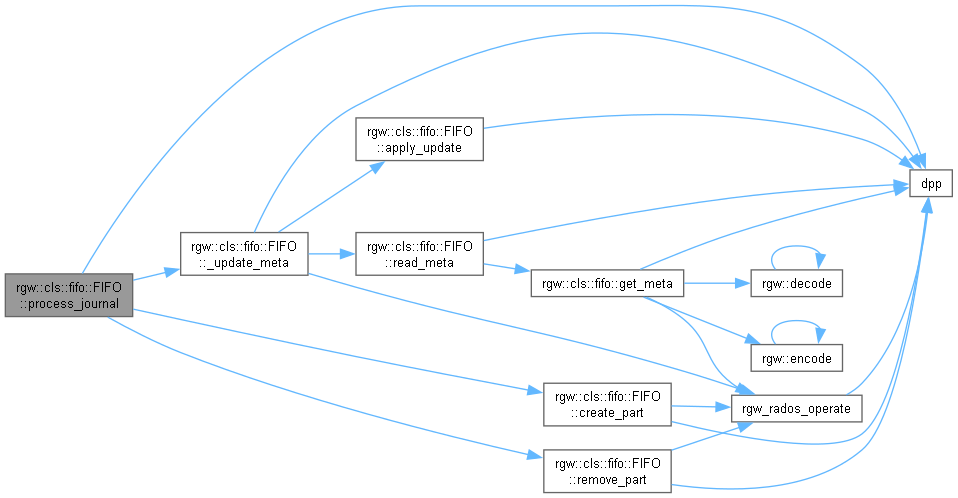 rgw::cls::fifo::FIFO
::apply_update
dpp
rgw::cls::fifo::FIFO
::_update_meta
rgw::cls::fifo::FIFO
::read_meta
rgw::cls::fifo::FIFO
::process_journal
rgw::cls::fifo::get_meta
rgw::decode
rgw::encode
rgw::cls::fifo::FIFO
::create_part
rgw_rados_operate
rgw::cls::fifo::FIFO
::remove_part